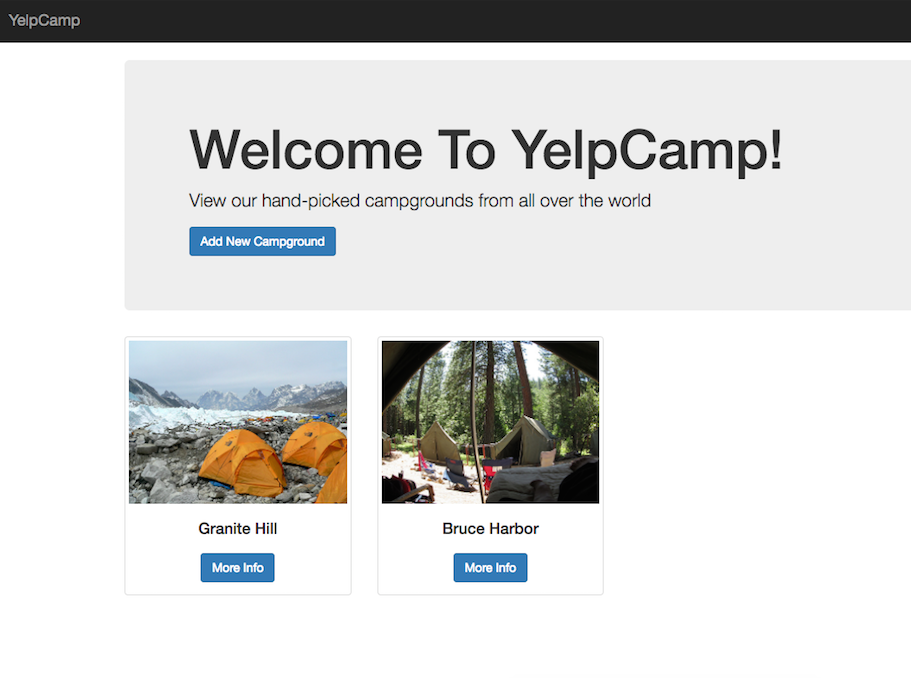 YelpCamp
Welcome To YelpCamp!
View our hand-picked campgrounds from all over the world
Add New Campground
Granite Hill
Bruce Harbor
More Info
More Info